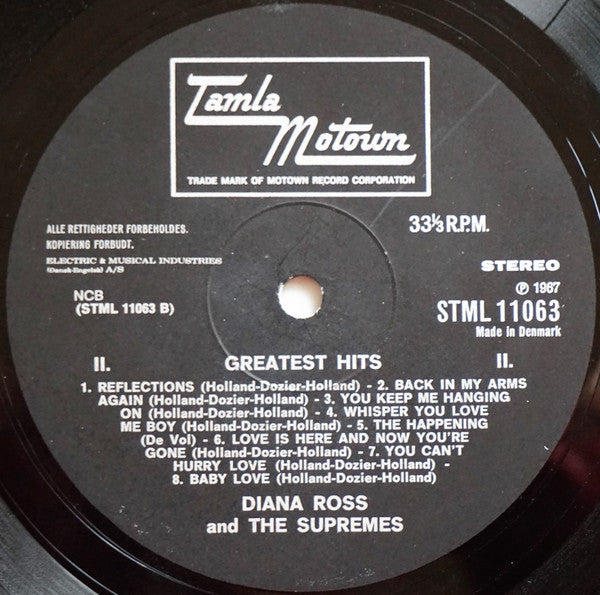 Tamla
Motown
TRADE MARK OF MOTOWN RECORD CORPORATION
ALLE RETTIGHEDER FORBEHOLDES.
KOPIERING FORBUDT.
ELECTRIC & MUSICAL INDUSTRIES
(Dansk-Engelsk) A/S
33⅓ R.P.M.
STEREO
℗ 1967
NCB
(STML 11063 B)
STML 11063
Made in Denmark
II. GREATEST HITS II.
1. REFLECTIONS (Holland-Dozier-Holland) - 2. BACK IN MY ARMS
AGAIN (Holland-Dozier-Holland) - 3. YOU KEEP ME HANGING
ON (Holland-Dozier-Holland) - 4. WHISPER YOU LOVE
ME BOY (Holland-Dozier-Holland) - 5. THE HAPPENING
(De Vol) - 6. LOVE IS HERE AND NOW YOU'RE
GONE (Holland-Dozier-Holland) - 7. YOU CAN'T
HURRY LOVE (Holland-Dozier-Holland) -
8. BABY LOVE (Holland-Dozier-Holland)
DIANA ROSS
and THE SUPREMES